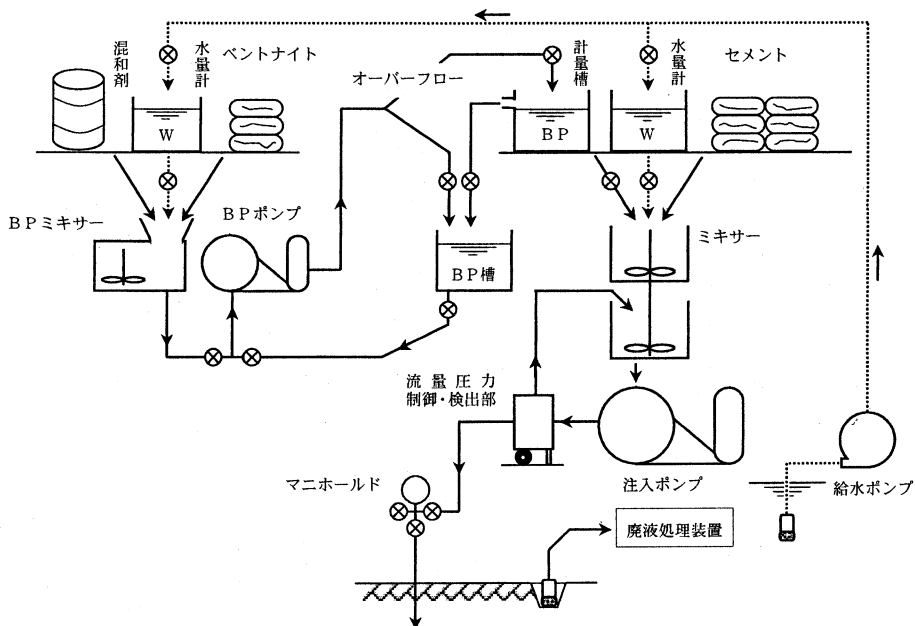 混和剤
水量計
ベントナイト
オーバーフロー
計量槽
水量計
セメント
W
BP
W
BPミキサー
BPポンプ
BP槽
ミキサー
流量圧力
制御・検出部
マニホールド
注入ポンプ
給水ポンプ
廃液処理装置